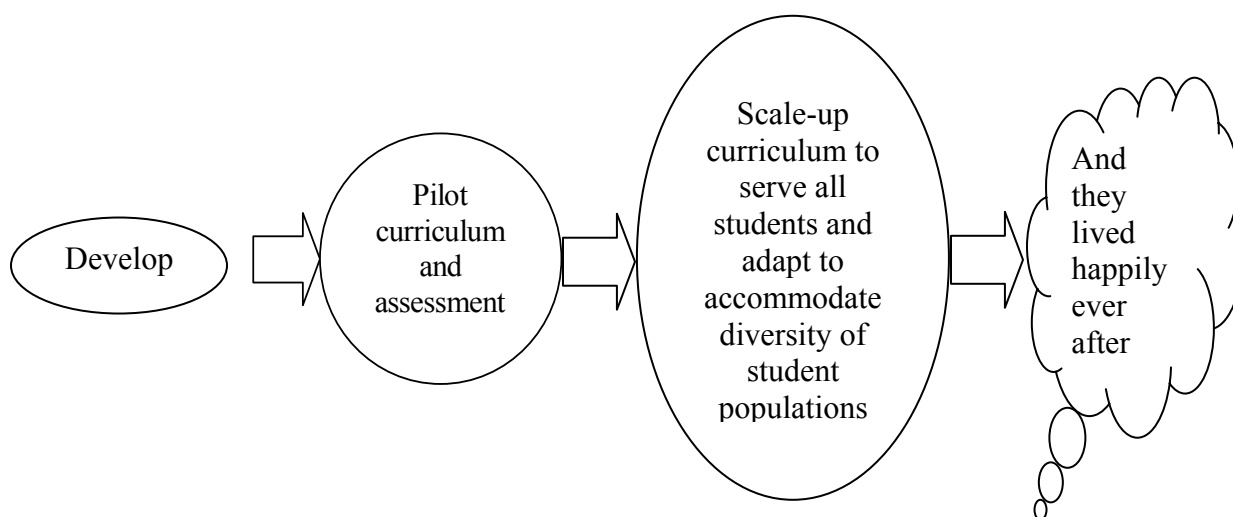 Develop
Pilot
curriculum
and
assessment
Scale-up
curriculum to
serve all
students and
adapt to
accommodate
diversity of
student
populations
And
they
lived
happily
ever
after